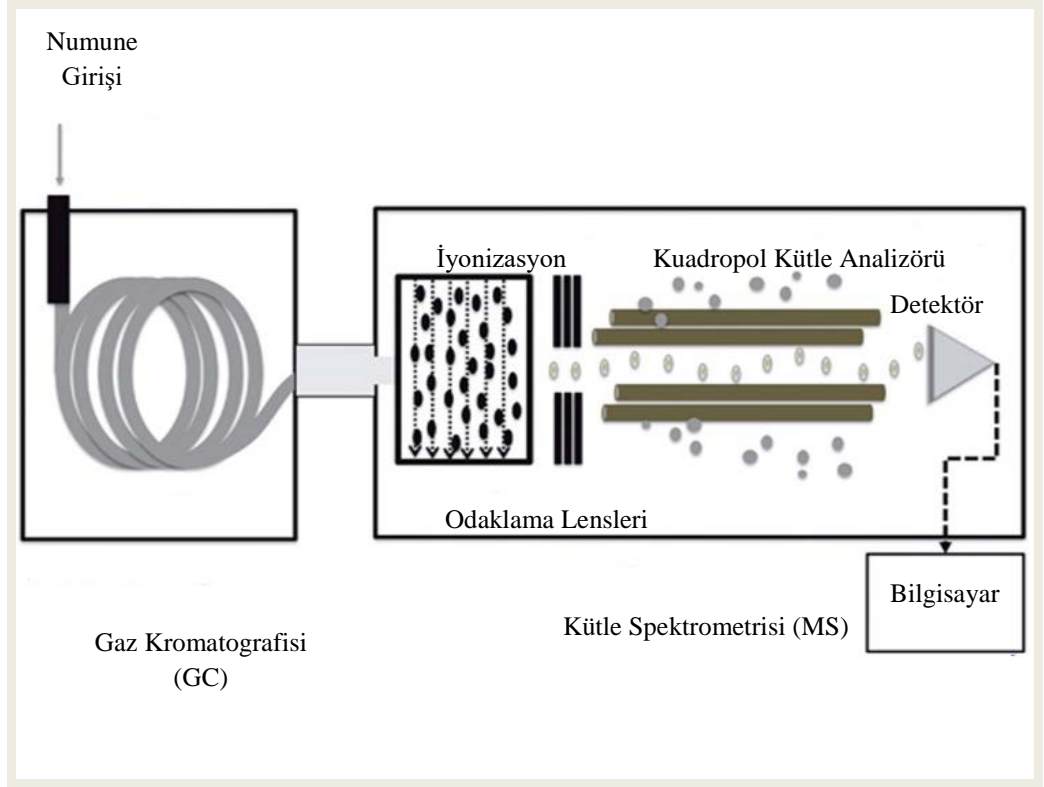 Numune
Girişi
İyonizasyon
Kuadropol Kütle Analizörü
Detektör
Odaklama Lensleri
Bilgisayar
Kütle Spektrometrisi (MS)
Gaz Kromatografisi
(GC)